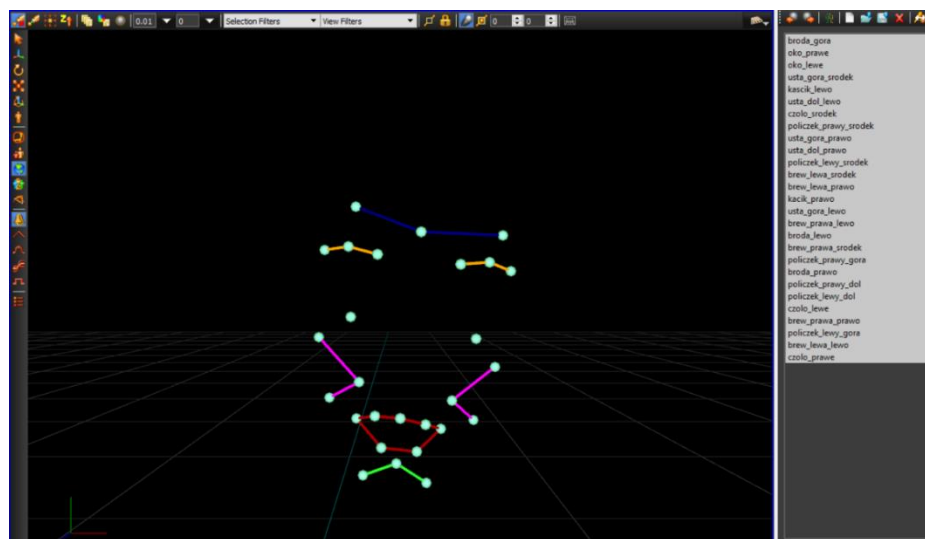 0.01
0
Selection Filters
View Filters
0
0
broda_gora
oko_prawe
oko_lewe
usta_gora_srodek
kascik_lewo
usta_dol_lewo
czolo_srodek
policzek_prawy_srodek
usta_gora_prawo
usta_dol_prawo
policzek_lewy_srodek
brew_lewa_srodek
brew_lewa_prawo
kacik_prawo
usta_gora_lewo
brew_prawa_lewo
broda_lewo
brew_prawa_srodek
policzek_prawy_gora
broda_prawo
policzek_prawy_dol
policzek_lewy_dol
czolo_lewe
brew_prawa_prawo
policzek_lewy_gora
brew_lewa_lewo
czolo_prawe